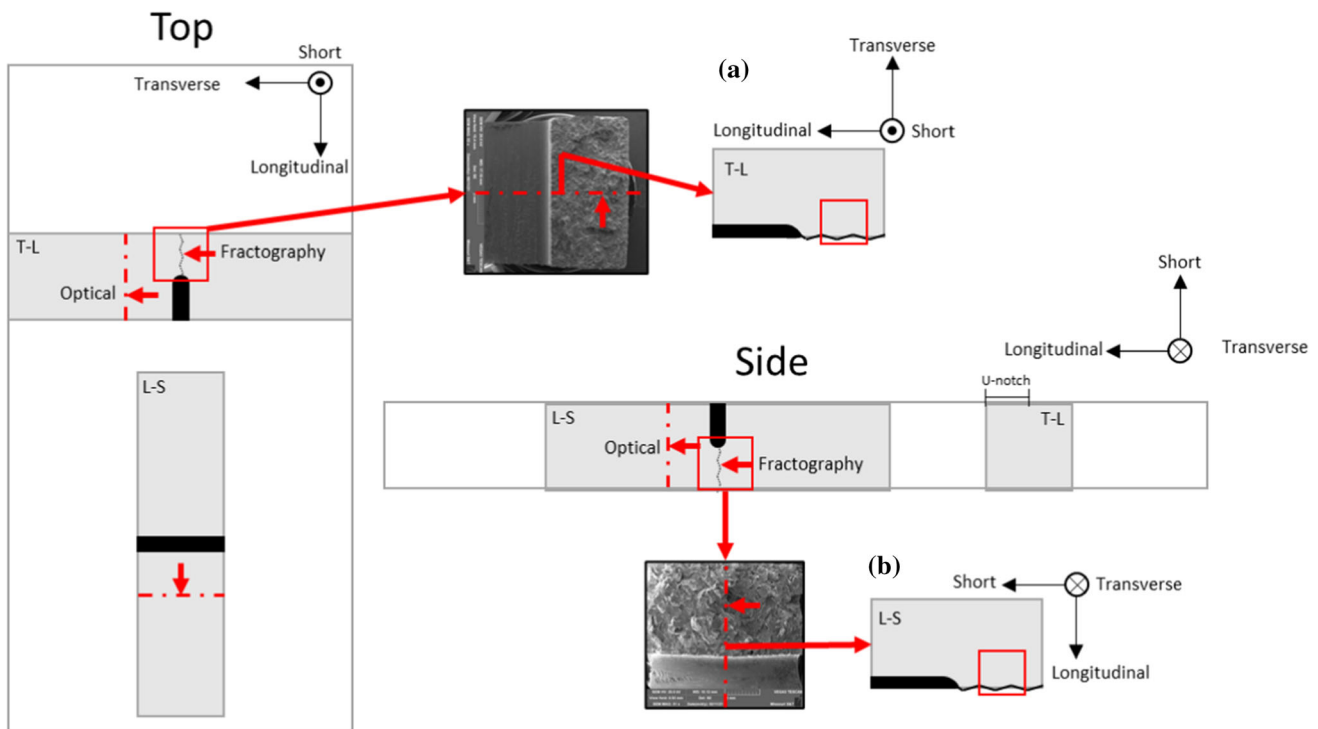 Top
Short
Transverse
Longitudinal
T-L
Fractography
Optical
L-S
(a)
Transverse
Longitudinal
Short
T-L
Side
Short
Longitudinal
Transverse
U-notch
L-S
T-L
Optical
Fractography
(b)
Short
Transverse
L-S
Longitudinal